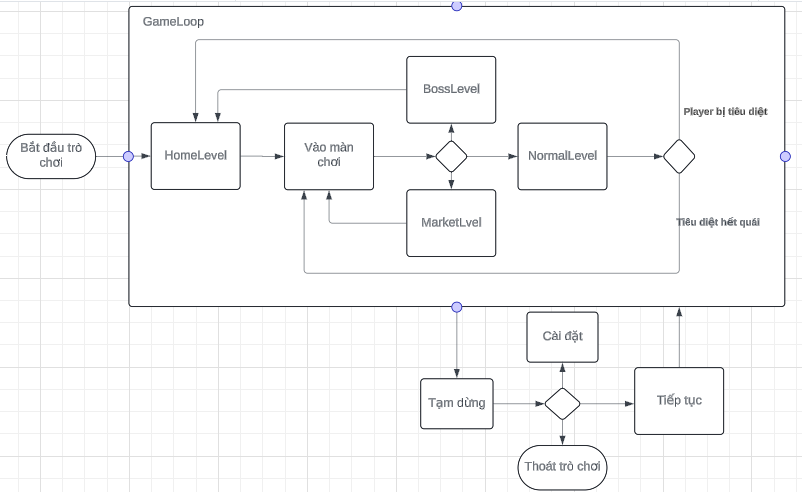 GameLoop
BossLevel
Player bị tiêu diệt
Bắt đầu trò
chơi
HomeLevel
Vào màn
chơi
NormalLevel
MarketLvel
Tiêu diệt hết quái
Cài đặt
Tạm dừng
Tiếp tục
Thoát trò chơi